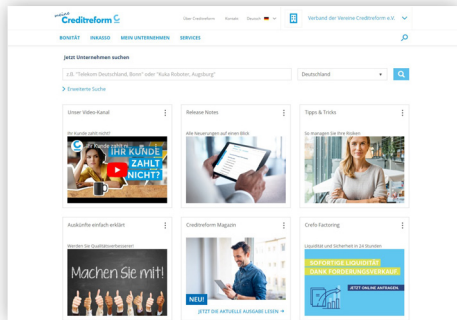 meine
Creditreform
Über Creditreform Kontakt Deutsch
Verband der Vereine Creditreform e.V.
BONITÄT INKASSO MEIN UNTERNEHMEN SERVICES
Jetzt Unternehmen suchen
z.B. "Telekom Deutschland, Bonn" oder "Kuka Roboter, Augsburg"
Deutschland
Erweiterte Suche
Unser Video-Kanal
Release Notes
Tipps & Tricks
Ihr Kunde zahlt nicht?
Alle Neuerungen auf einen Blick
So managen Sie Ihre Risiken
Ihr Kunde zahlt ni...
IHR KUNDE
ZAHLT
NICHT?
Auskünfte einfach erklärt
Creditreform Magazin
Crefo Factoring
Werden Sie Qualitätsverbesserer!
Liquidität und Sicherheit in 24 Stunden
Machen Sie mit!
NEU!
JETZT DIE AKTUELLE AUSGABE LESEN →
SOFORTIGE LIQUIDITÄT
DANK FORDERUNGSVERKAUF.
JETZT ONLINE ANFRAGEN.